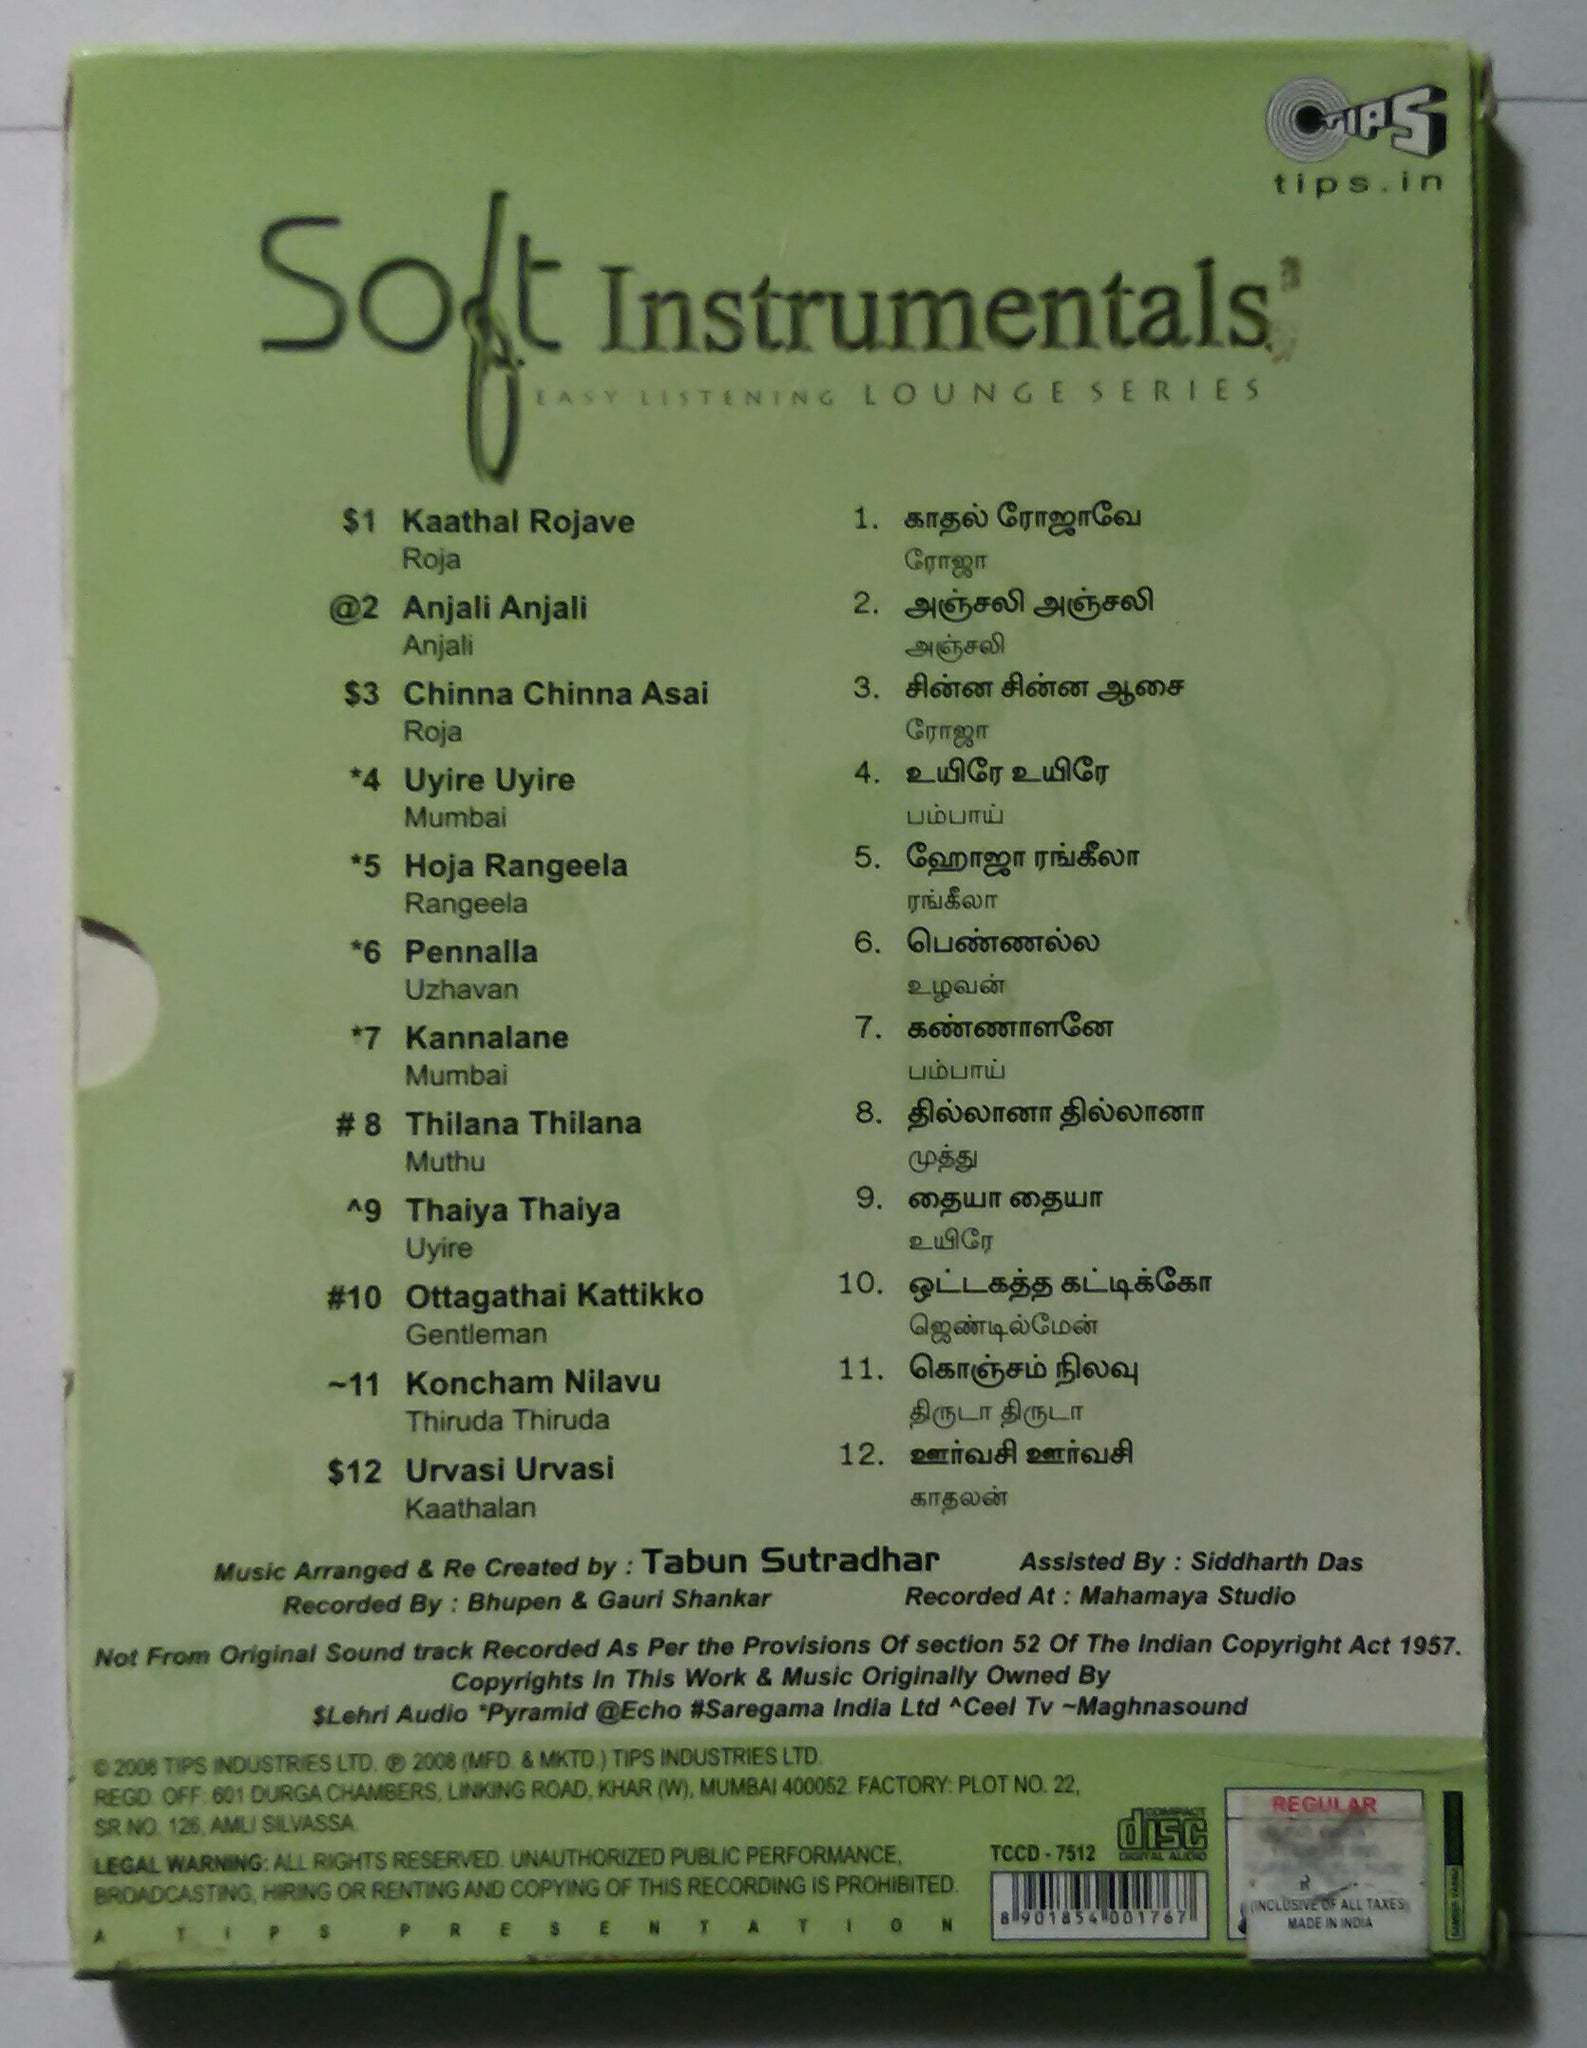 TIPS
tips.in
Soft Instrumentals
EASY LISTENING LOUNGE SERIES
$1 Kaathal Rojave
Roja
@2 Anjali Anjali
Anjali
$3 Chinna Chinna Asai
Roja
*4 Uyire Uyire
Mumbai
*5 Hoja Rangeela
Rangeela
*6 Pennalla
Uzhavan
*7 Kannalane
Mumbai
# 8 Thilana Thilana
Muthu
^9 Thaiya Thaiya
Uyire
#10 Ottagathai Kattikko
Gentleman
~11 Koncham Nilavu
Thiruda Thiruda
$12 Urvasi Urvasi
Kaathalan
1. காதல் ரோஜாவே
ரோஜா
2. அஞ்சலி அஞ்சலி
அஞ்சலி
3. சின்ன சின்ன ஆசை
ரோஜா
4. உயிரே உயிரே
பம்பாய்
5. ஹோஜா ரங்கீலா
ரங்கீலா
6. பெண்ணல்ல
உழவன்
7. கண்ணாளனே
பம்பாய்
8. தில்லானா தில்லானா
முத்து
9. தையா தையா
உயிரே
10. ஒட்டகத்த கட்டிக்கோ
ஜெண்டில்மேன்
11. கொஞ்சம் நிலவு
திருடா திருடா
12. ஊர்வசி ஊர்வசி
காதலன்
Music Arranged & Re Created by : Tabun Sutradhar Assisted By : Siddharth Das
Recorded By : Bhupen & Gauri Shankar Recorded At : Mahamaya Studio
Not From Original Sound track Recorded As Per the Provisions Of section 52 Of The Indian Copyright Act 1957.
Copyrights In This Work & Music Originally Owned By
$Lehri Audio *Pyramid @Echo #Saregama India Ltd ^Ceel Tv ~Maghnasound
© 2008 TIPS INDUSTRIES LTD. ℗ 2008 (MFD. & MKTD.) TIPS INDUSTRIES LTD.
REGD. OFF: 601 DURGA CHAMBERS, LINKING ROAD, KHAR (W), MUMBAI 400052. FACTORY: PLOT NO. 22,
SR NO. 126, AMLI SILVASSA.
LEGAL WARNING: ALL RIGHTS RESERVED. UNAUTHORIZED PUBLIC PERFORMANCE,
BROADCASTING, HIRING OR RENTING AND COPYING OF THIS RECORDING IS PROHIBITED.
A TIPS PRESENTATION
TCCD - 7512
COMPACT
disc
DIGITAL AUDIO
8 901854 001767
REGULAR
(INCLUSIVE OF ALL TAXES)
MADE IN INDIA